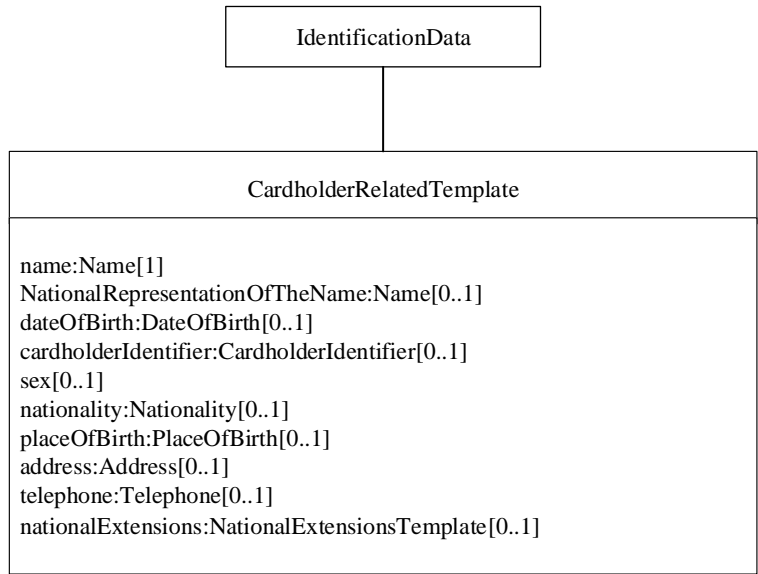 IdentificationData
CardholderRelatedTemplate
name:Name[1]
NationalRepresentationOfTheName:Name[0..1]
dateOfBirth:DateOfBirth[0..1]
cardholderIdentifier:CardholderIdentifier[0..1]
sex[0..1]
nationality:Nationality[0..1]
placeOfBirth:PlaceOfBirth[0..1]
address:Address[0..1]
telephone:Telephone[0..1]
nationalExtensions:NationalExtensionsTemplate[0..1]